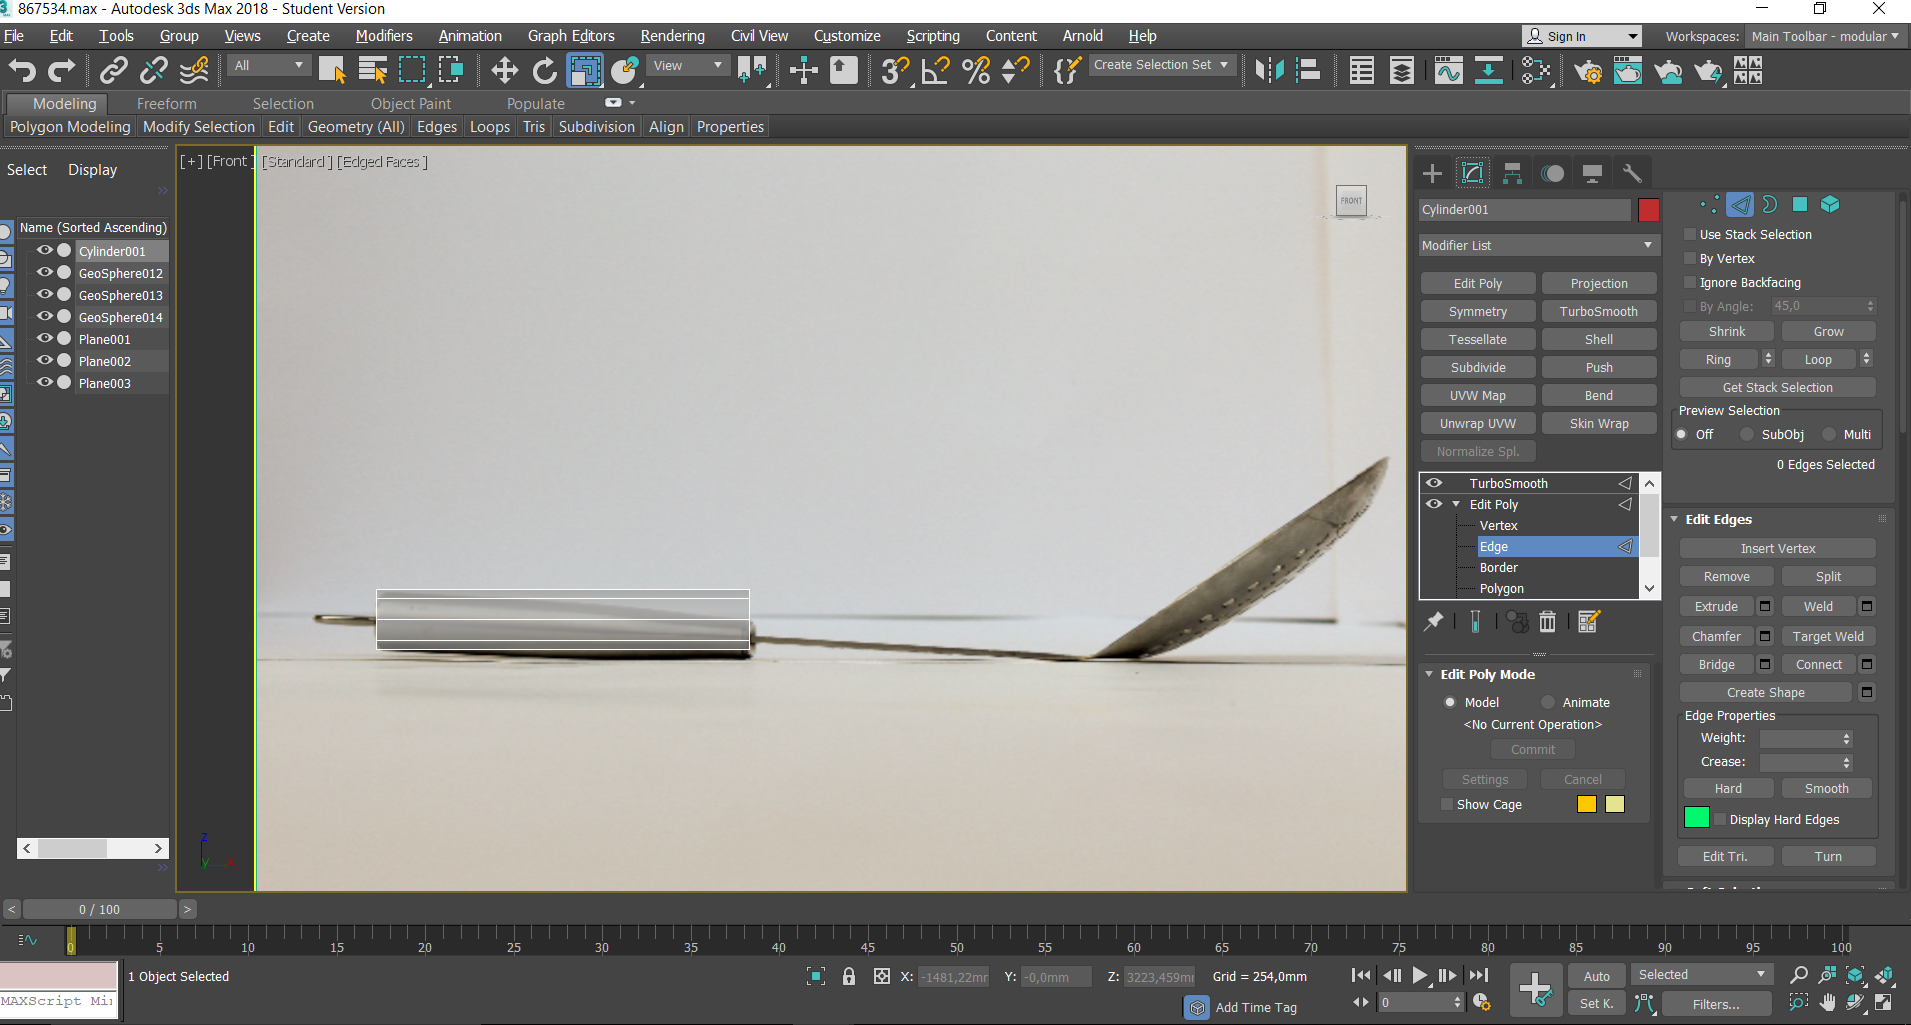 867534.max - Autodesk 3ds Max 2018 - Student Version
File Edit Tools Group Views Create Modifiers Animation Graph Editors Rendering Civil View Customize Scripting Content Arnold Help Sign In Workspaces: Main Toolbar - modular
All View Create Selection Set
Modeling Freeform Selection Object Paint Populate
Polygon Modeling Modify Selection Edit Geometry (All) Edges Loops Tris Subdivision Align Properties
Select Display
Name (Sorted Ascending)
Cylinder001
GeoSphere012
GeoSphere013
GeoSphere014
Plane001
Plane002
Plane003
[+] [Front ] [Standard ] [Edged Faces ]
FRONT
z
y x
Cylinder001
Modifier List
Edit Poly Projection
Symmetry TurboSmooth
Tessellate Shell
Subdivide Push
UVW Map Bend
Unwrap UVW Skin Wrap
Normalize Spl.
TurboSmooth
Edit Poly
Vertex
Edge
Border
Polygon
Edit Poly Mode
Model Animate
<No Current Operation>
Commit
Settings Cancel
Show Cage
Use Stack Selection
By Vertex
Ignore Backfacing
By Angle: 45,0
Shrink Grow
Ring Loop
Get Stack Selection
Preview Selection
Off SubObj Multi
0 Edges Selected
Edit Edges
Insert Vertex
Remove Split
Extrude Weld
Chamfer Target Weld
Bridge Connect
Create Shape
Edge Properties
Weight:
Crease:
Hard Smooth
Display Hard Edges
Edit Tri. Turn
< 0 / 100 >
0 5 10 15 20 25 30 35 40 45 50 55 60 65 70 75 80 85 90 95 100
1 Object Selected X: -1481,22mr Y: -0,0mm Z: 3223,459mr Grid = 254,0mm Auto Selected
MAXScript Mi Add Time Tag 0 Set K. Filters...